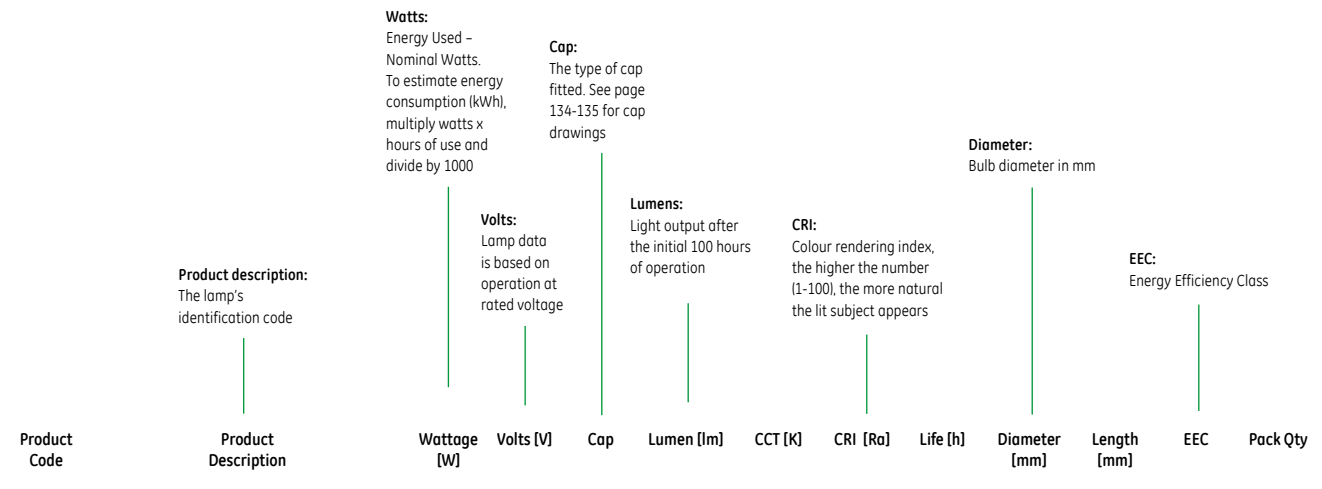 Watts:
Energy Used –
Nominal Watts.
To estimate energy
consumption (kWh),
multiply watts x
hours of use and
divide by 1000
Cap:
The type of cap
fitted. See page
134-135 for cap
drawings
Diameter:
Bulb diameter in mm
Volts:
Lamp data
is based on
operation at
rated voltage
Lumens:
Light output after
the initial 100 hours
of operation
CRI:
Colour rendering index,
the higher the number
(1-100), the more natural
the lit subject appears
EEC:
Energy Efficiency Class
Product description:
The lamp's
identification code
Product
Code
Product
Description
Wattage
[W]
Volts [V]
Cap
Lumen [lm]
CCT [K]
CRI [Ra]
Life [h]
Diameter
[mm]
Length
[mm]
EEC
Pack Qty